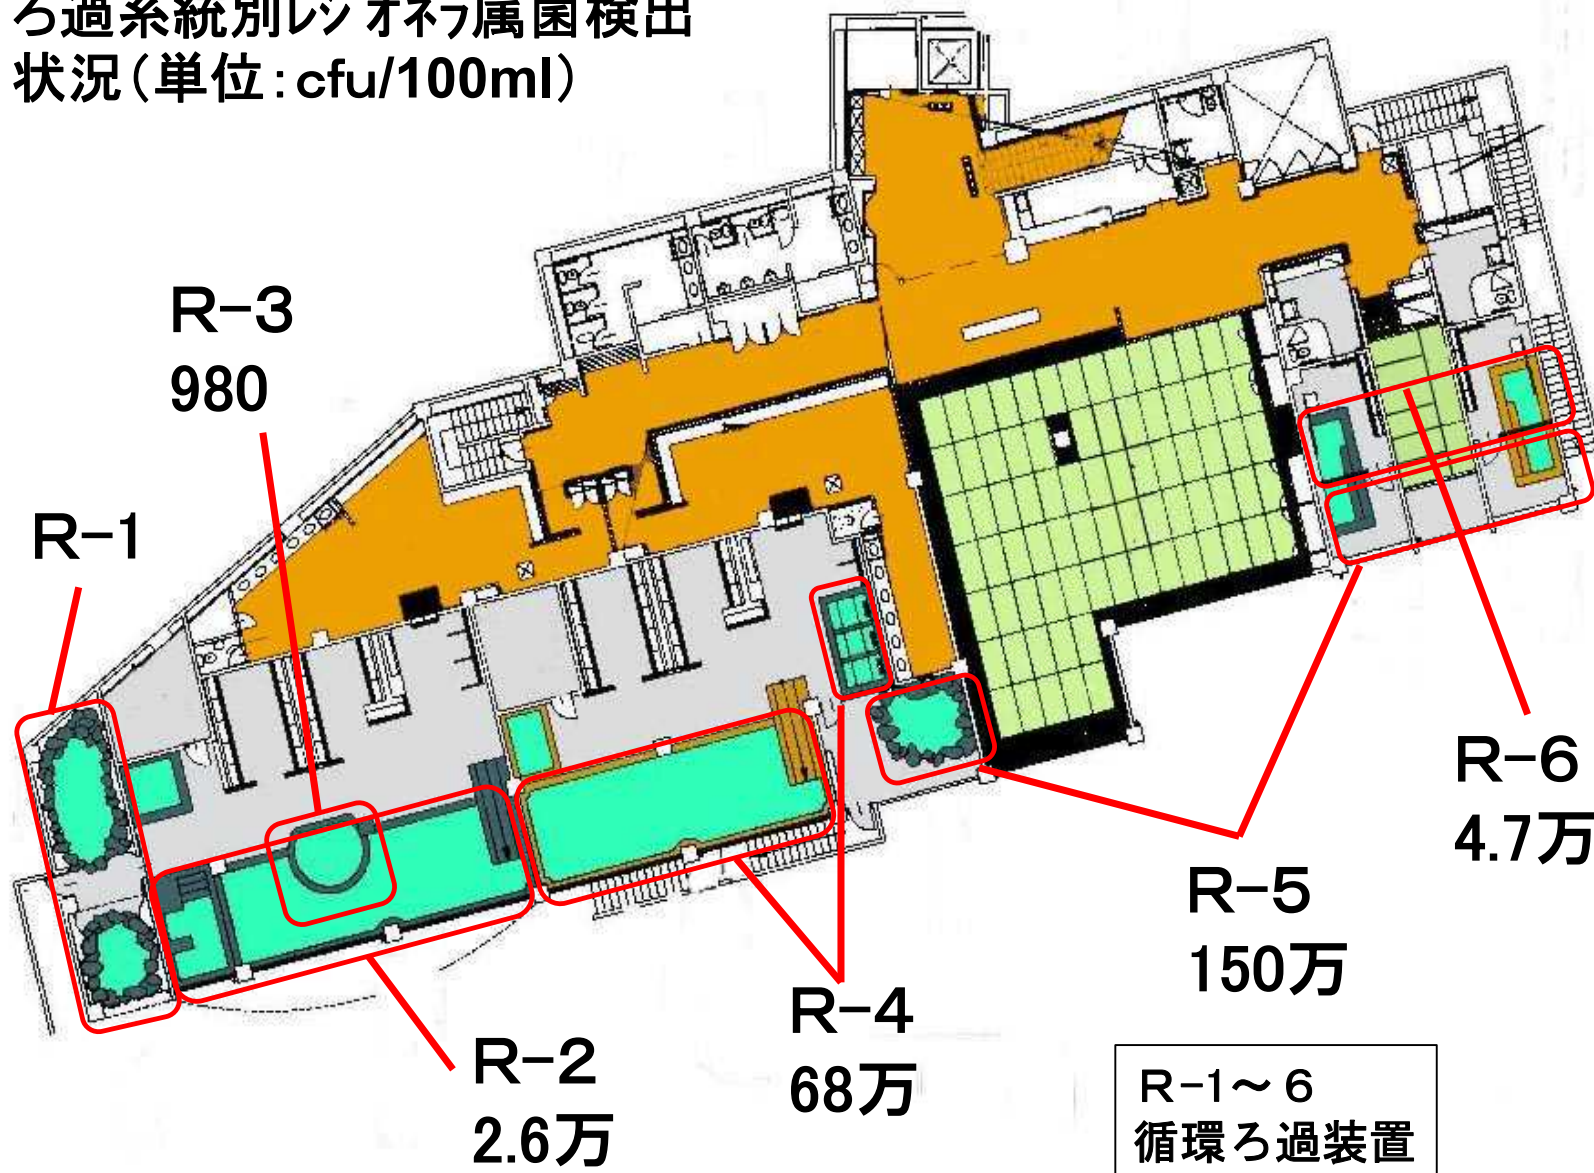 ろ過系統別レジオネラ属菌検出
状況(単位:cfu/100ml)
R-3
980
R-1
R-6
4.7万
R-5
150万
R-4
68万
R-2
2.6万
R-1~6
循環ろ過装置